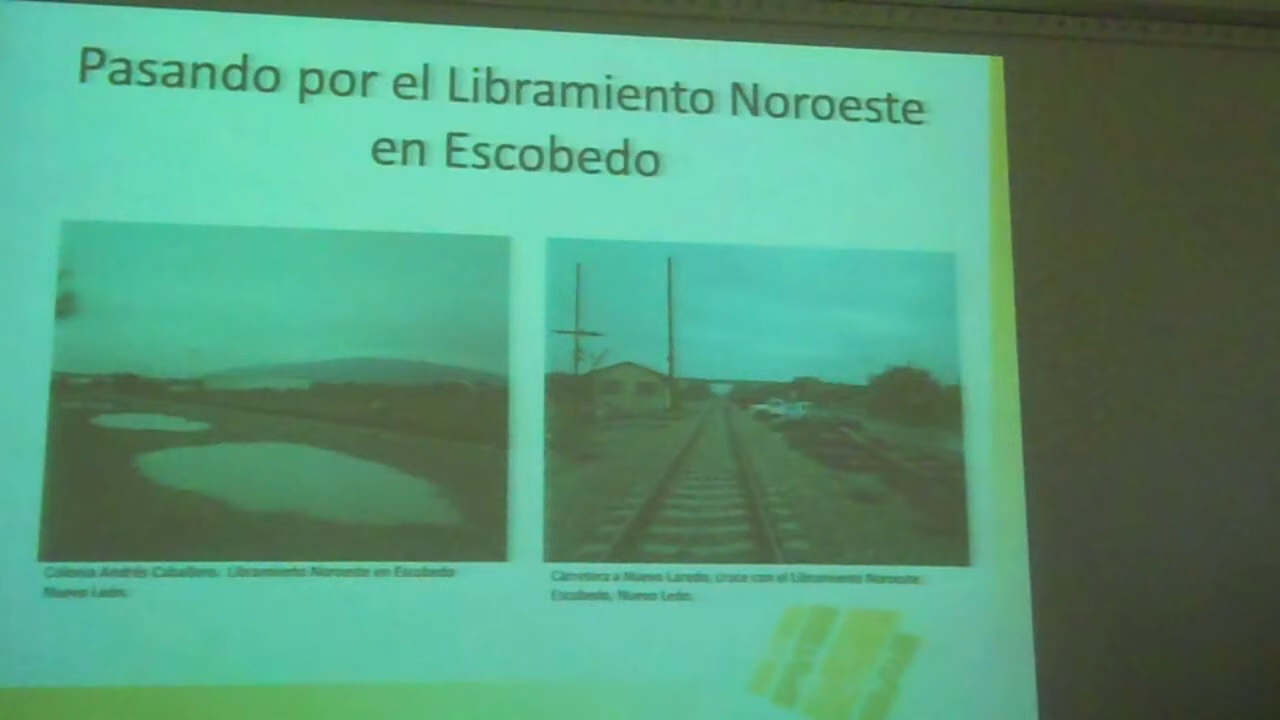 Pasando por el Libramiento Noroeste
en Escobedo
Colonia Andrés Caballero. Libramiento Noroeste en Escobedo
Nuevo León.
Carretera a Nuevo Laredo, cruce con el Libramiento Noroeste.
Escobedo, Nuevo León.